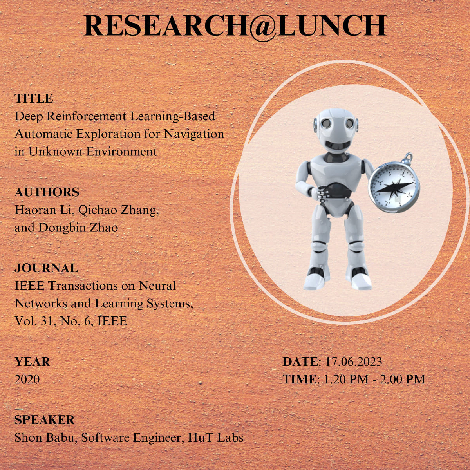 RESEARCH@LUNCH
TITLE
Deep Reinforcement Learning-Based
Automatic Exploration for Navigation
in Unknown Environment
AUTHORS
Haoran Li, Qichao Zhang,
and Dongbin Zhao
JOURNAL
IEEE Transactions on Neural
Networks and Learning Systems,
Vol. 31, No. 6, IEEE
YEAR
2020
DATE: 17.06.2023
TIME: 1.20 PM - 2.00 PM
SPEAKER
Shon Babu, Software Engineer, HuT Labs